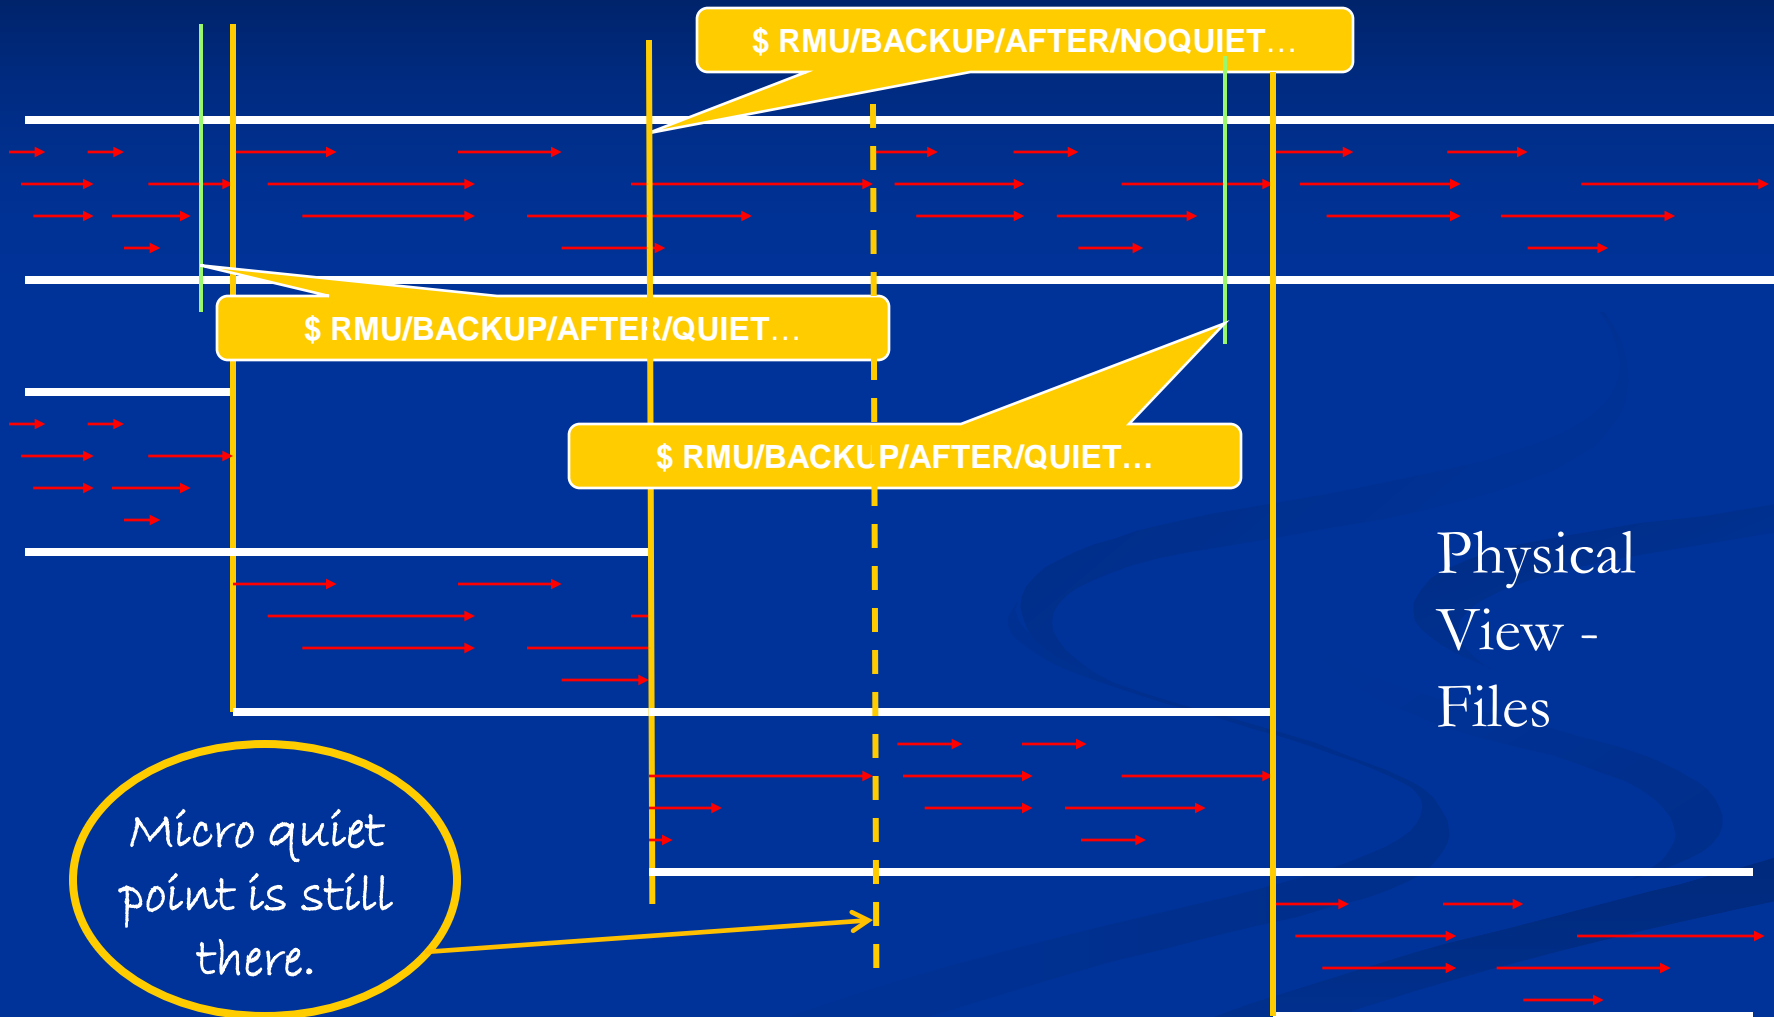 $ RMU/BACKUP/AFTER/NOQUIET…
$ RMU/BACKUP/AFTER/QUIET…
$ RMU/BACKUP/AFTER/QUIET…
Physical
View -
Files
Micro quiet
point is still
there.